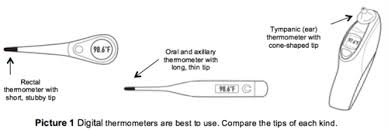 Tympanic (ear)
thermometer with
cone-shaped tip
98.6°F
Oral and axillary
thermometer with
long, thin tip
98.6°F
Rectal
thermometer with
short, stubby tip
98.6°F
Picture 1 Digital thermometers are best to use. Compare the tips of each kind.